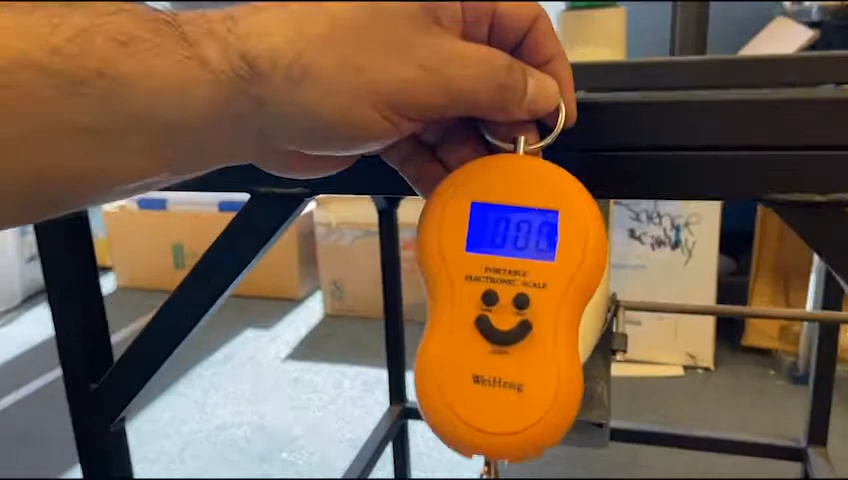 0.00
PORTABLE
ELECTRONIC SCALE
WeiHeng
Science